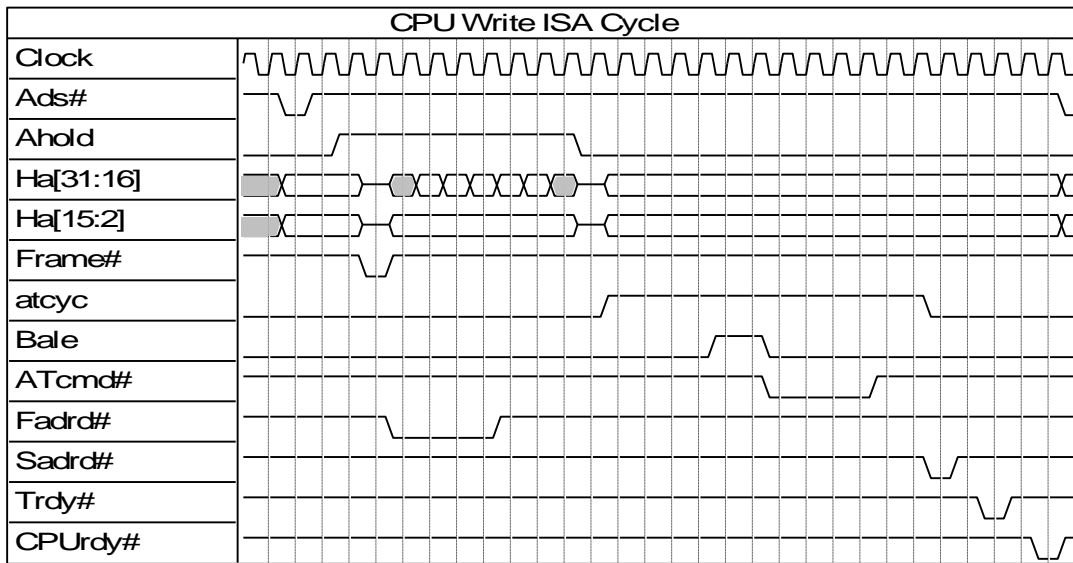 CPU Write ISA Cycle
Clock
Ads#
Ahold
Ha[31:16]
Ha[15:2]
Frame#
atcyc
Bale
ATcmd#
Fadrd#
Sadrd#
Trdy#
CPUrdy#